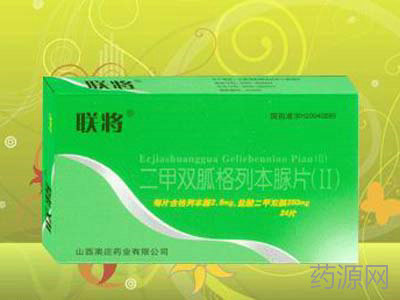 联将®
国药准字H20040280
Erjiashuanggua Geliebenniao Pian(II)
二甲双胍格列本脲片(II)
每片含格列本脲2.5mg,盐酸二甲双胍250mg
24片
山西澳迩药业有限公司
药源网